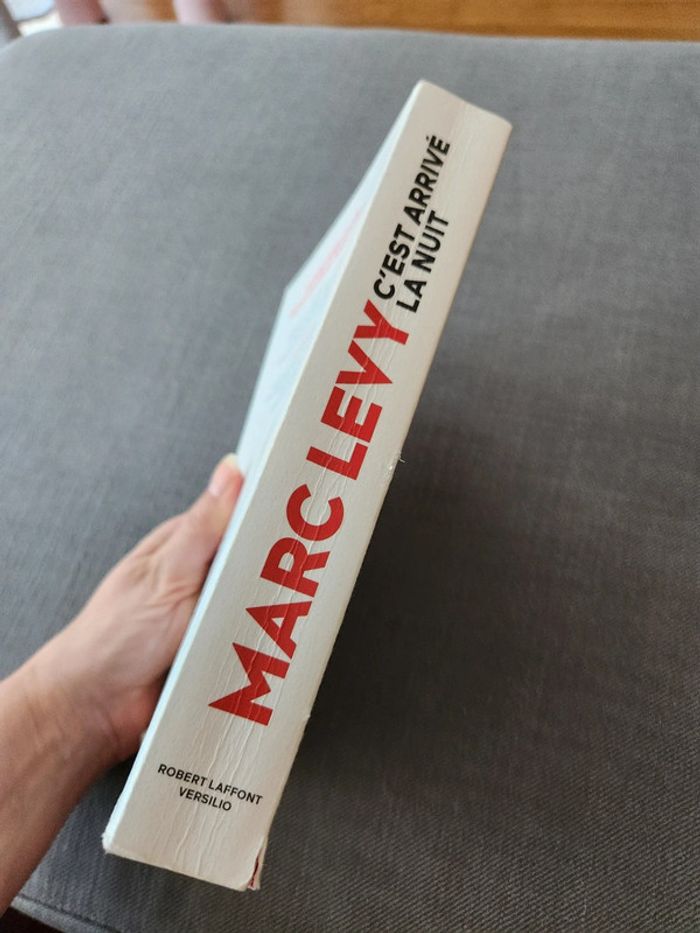 MARC LEVY
C'EST ARRIVÉ
LA NUIT
ROBERT LAFFONT
VERSILIO